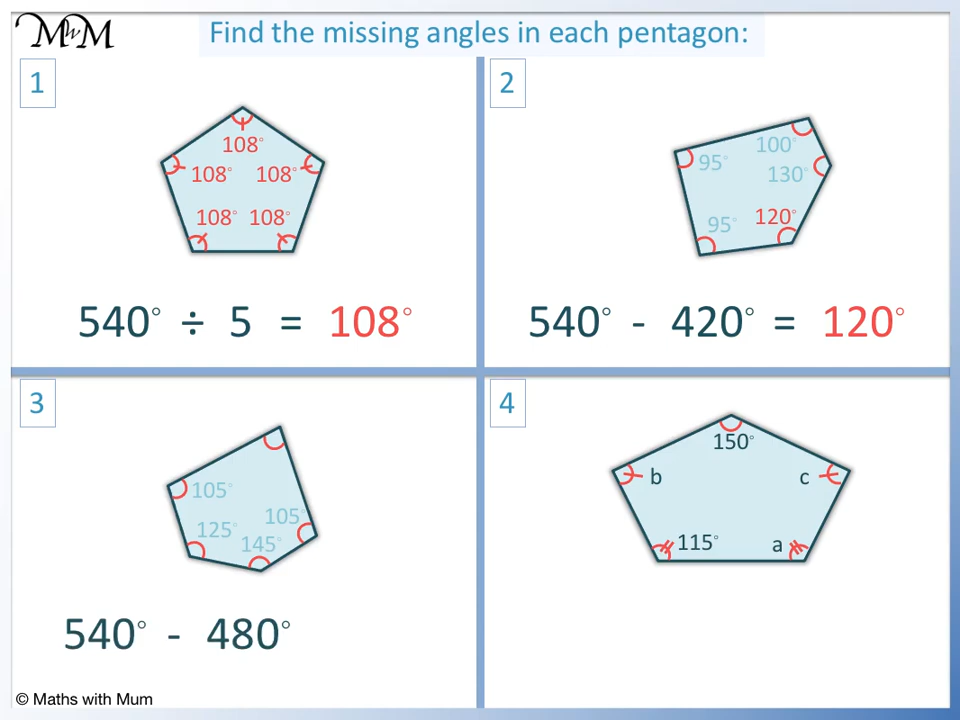 MwM
Find the missing angles in each pentagon:
1
108°
108° 108°
108° 108°
540° ÷ 5 = 108°
2
100°
95°
130°
120°
95°
540° - 420° = 120°
3
105°
105°
125°
145°
540° - 480°
4
150°
b c
115° a
© Maths with Mum